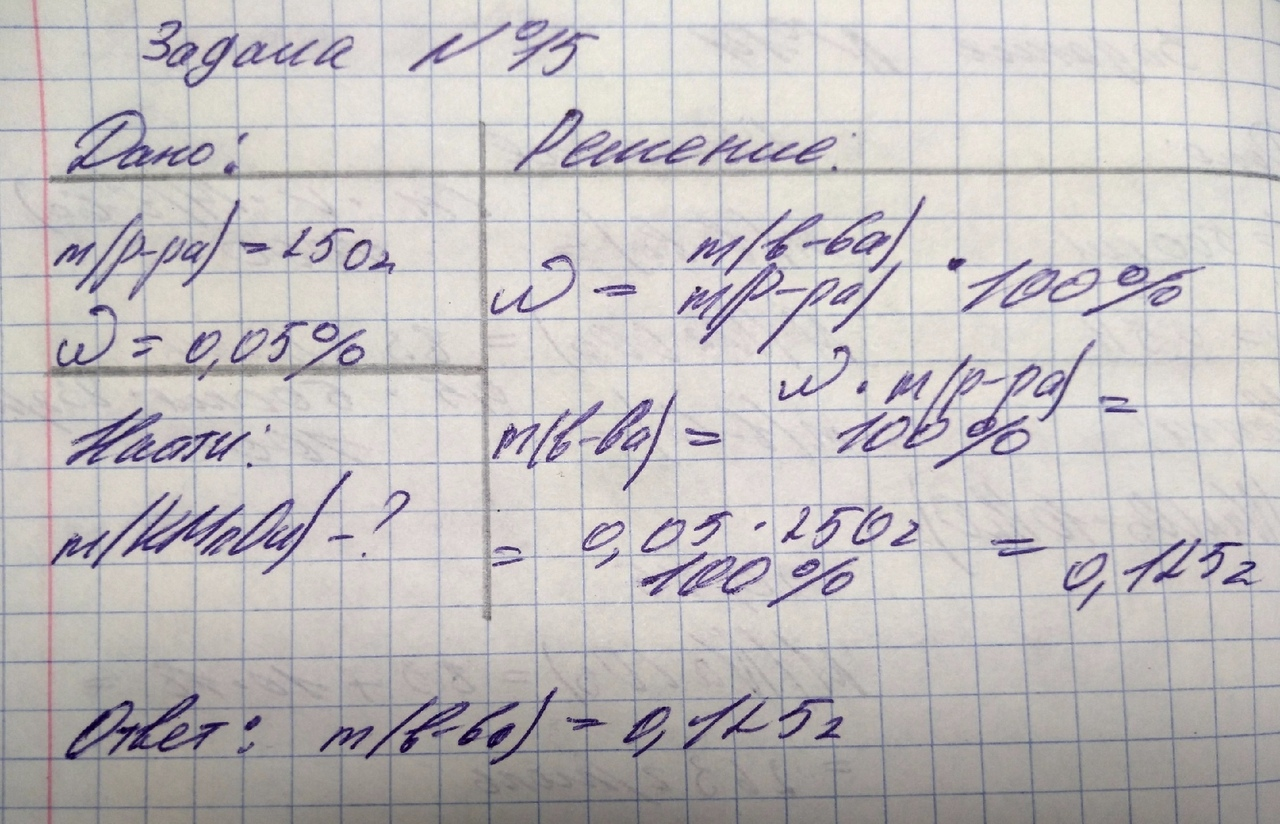 Задача №15
Дано:
m(р-ра) = 250г
ω = 0,05%
Найти:
m(KMnO4) - ?
Решение:
ω = m(в-ва) / m(р-ра) · 100%
m(в-ва) = ω · m(р-ра) / 100% =
= 0,05 · 250г / 100% = 0,125г
Ответ: m(в-ва) = 0,125г